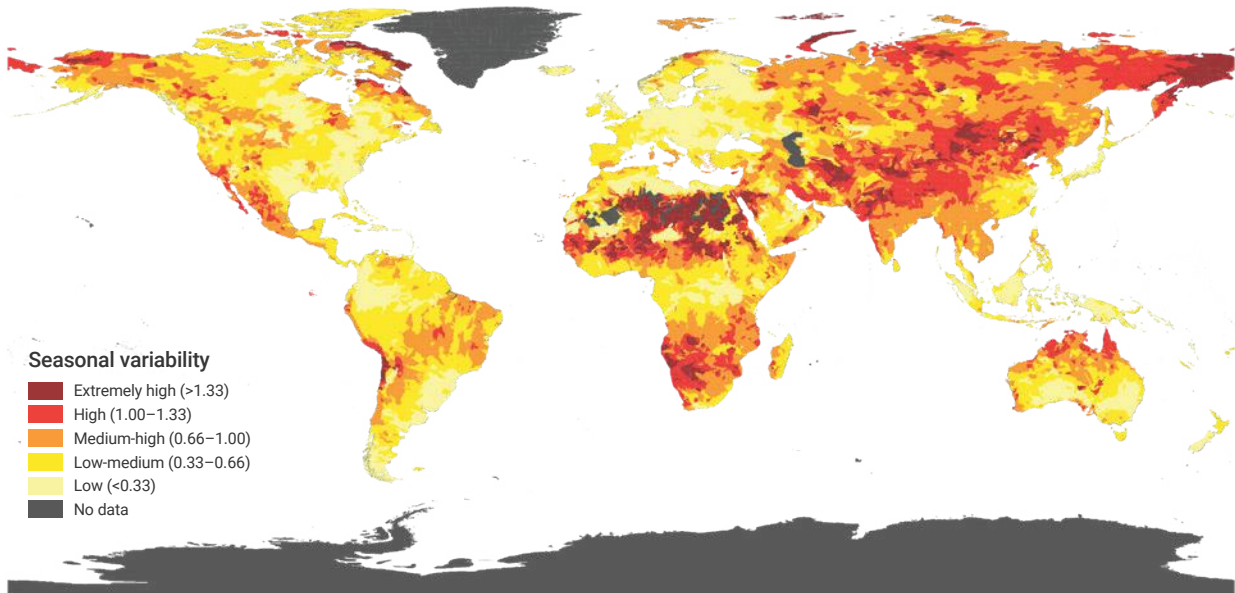 Seasonal variability
Extremely high (>1.33)
High (1.00–1.33)
Medium-high (0.66–1.00)
Low-medium (0.33–0.66)
Low (<0.33)
No data